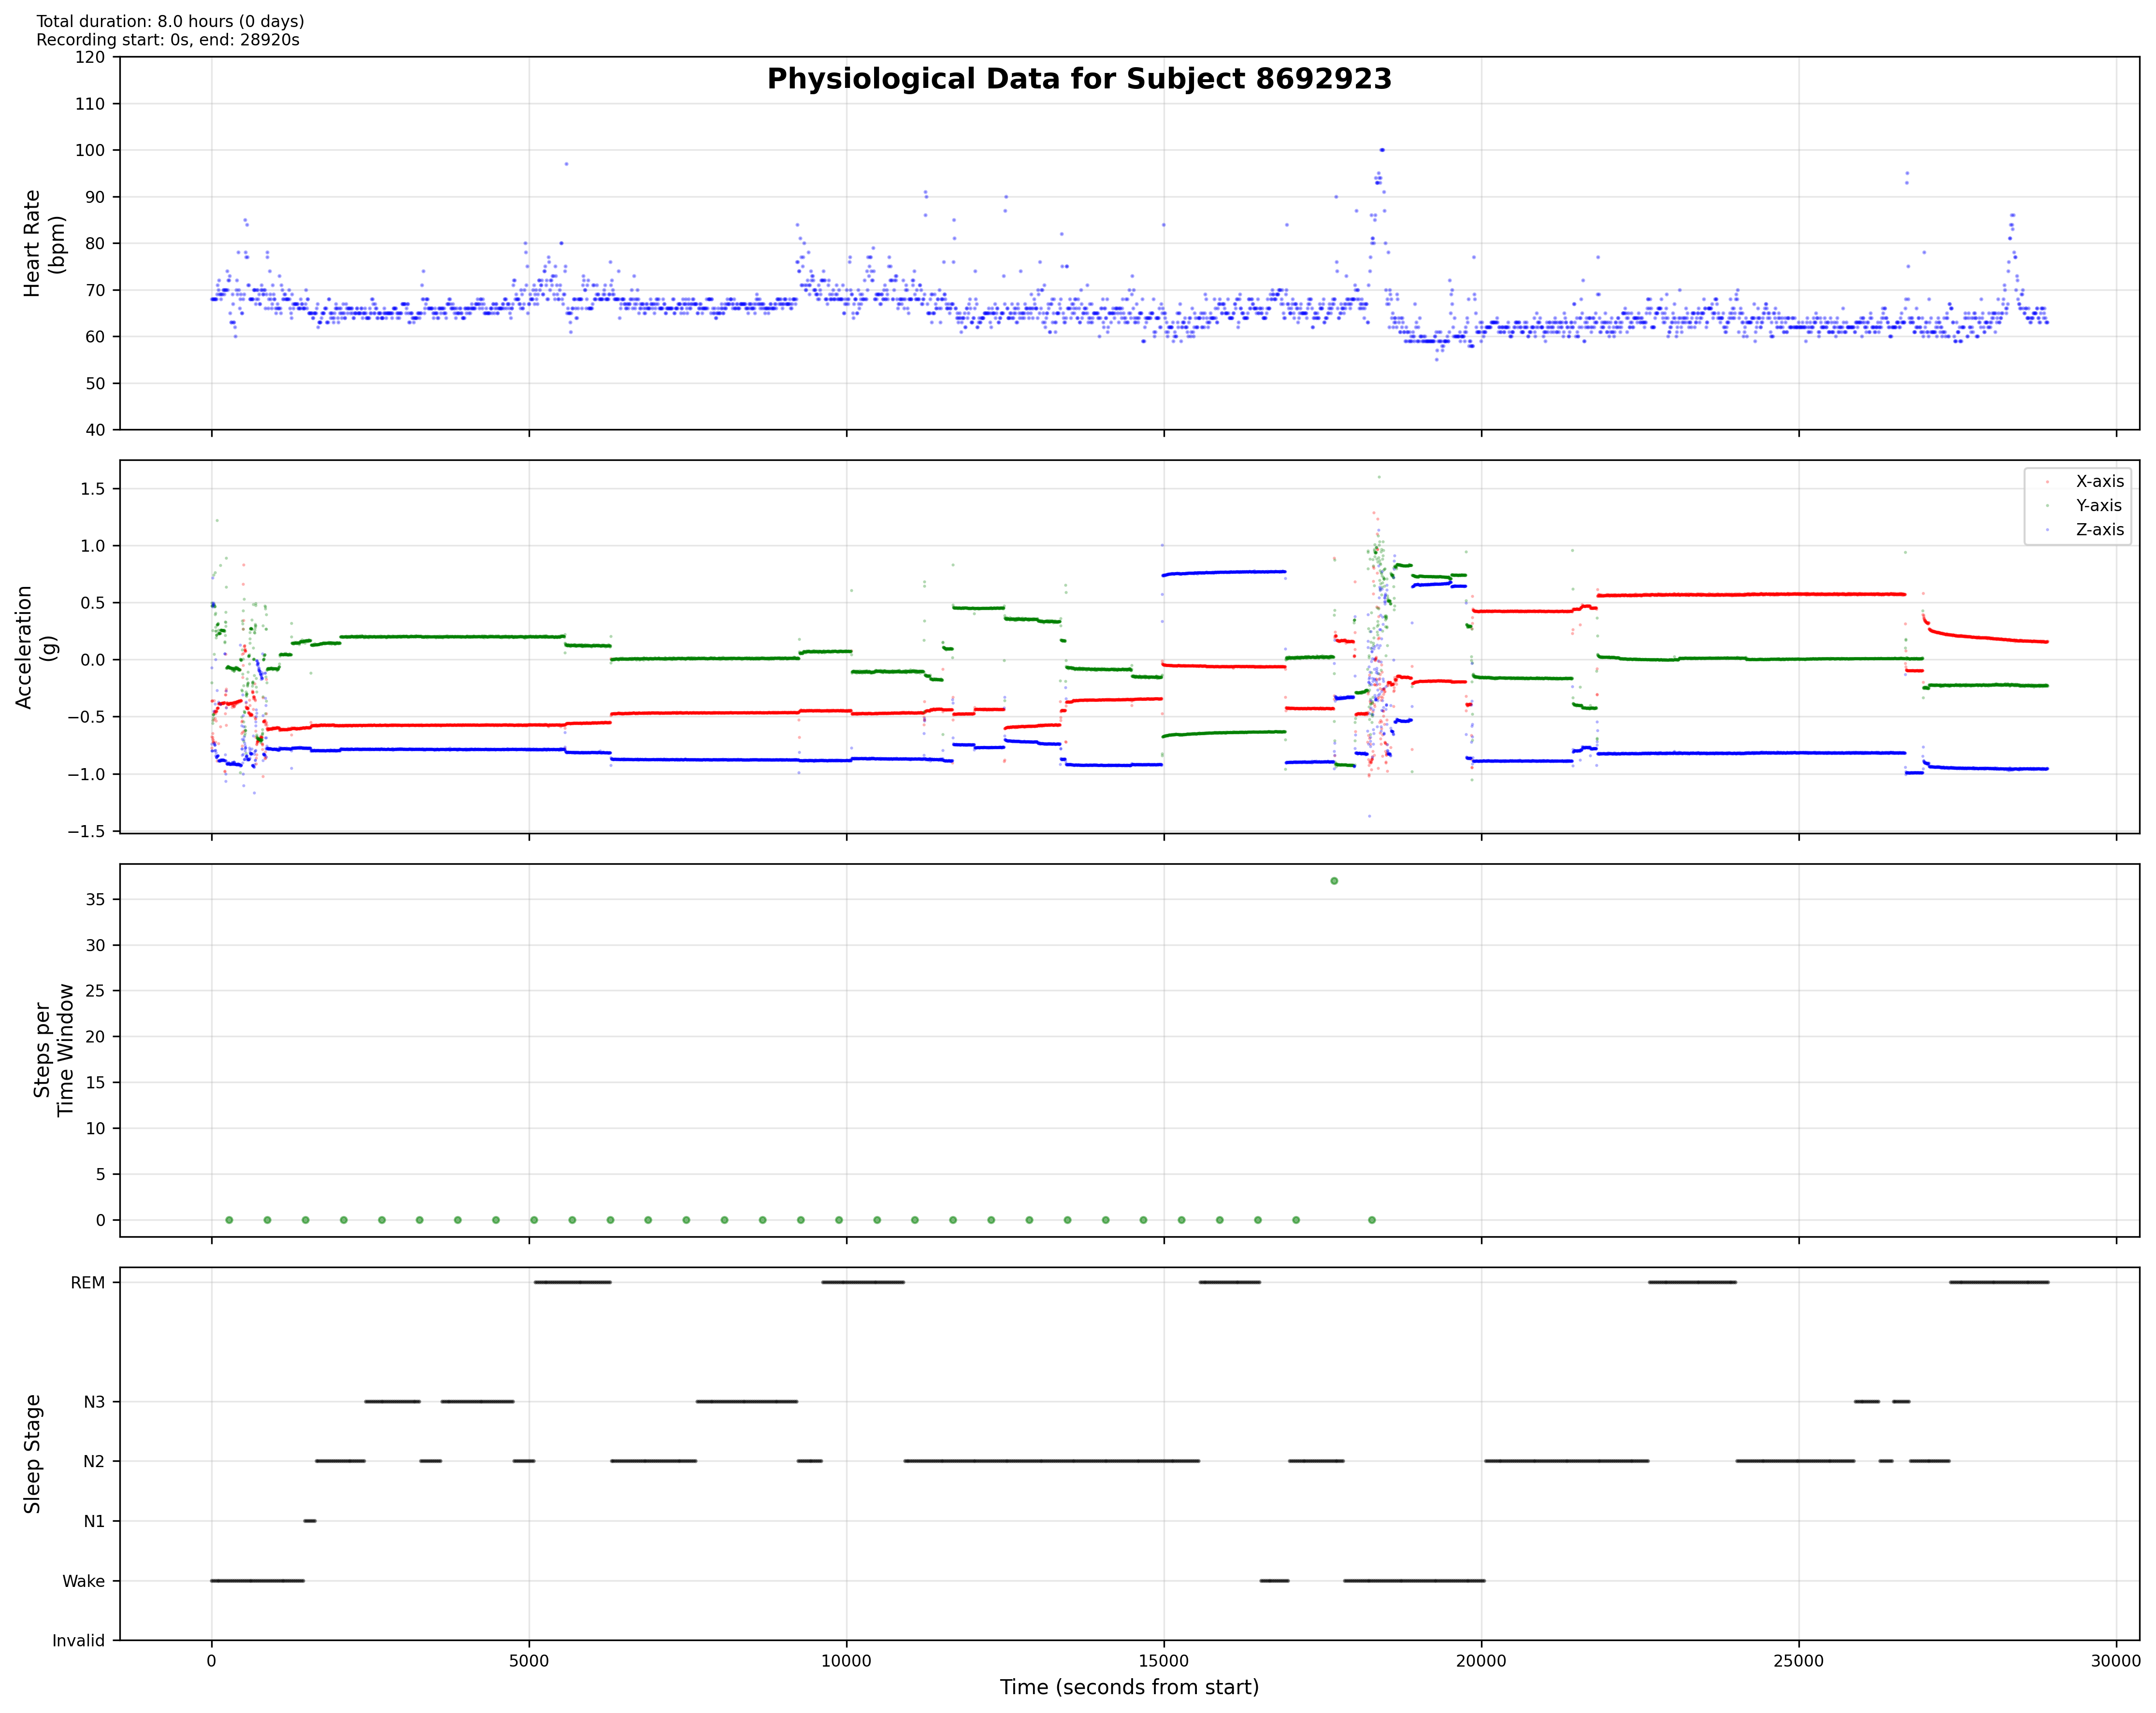 Total duration: 8.0 hours (0 days)
Recording start: 0s, end: 28920s
Physiological Data for Subject 8692923
120
110
100
90
80
70
60
50
40
Heart Rate
(bpm)
1.5
1.0
0.5
0.0
−0.5
−1.0
−1.5
Acceleration
(g)
X-axis
Y-axis
Z-axis
35
30
25
20
15
10
5
0
Steps per
Time Window
REM
N3
N2
N1
Wake
Invalid
Sleep Stage
0 5000 10000 15000 20000 25000 30000
Time (seconds from start)